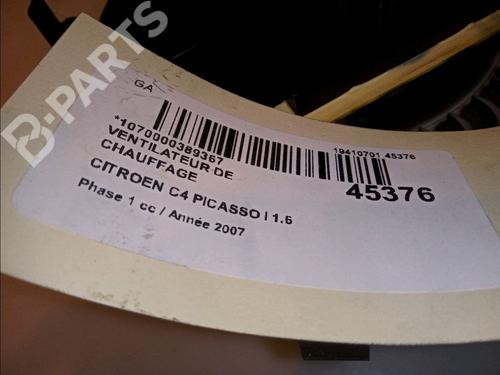 B-PARTS
GA
*1070000389367
VENTILATEUR DE
CHAUFFAGE
CITROEN C4 PICASSO I 1.6
Phase 1 cc / Année 2007
19410701 45376
45376